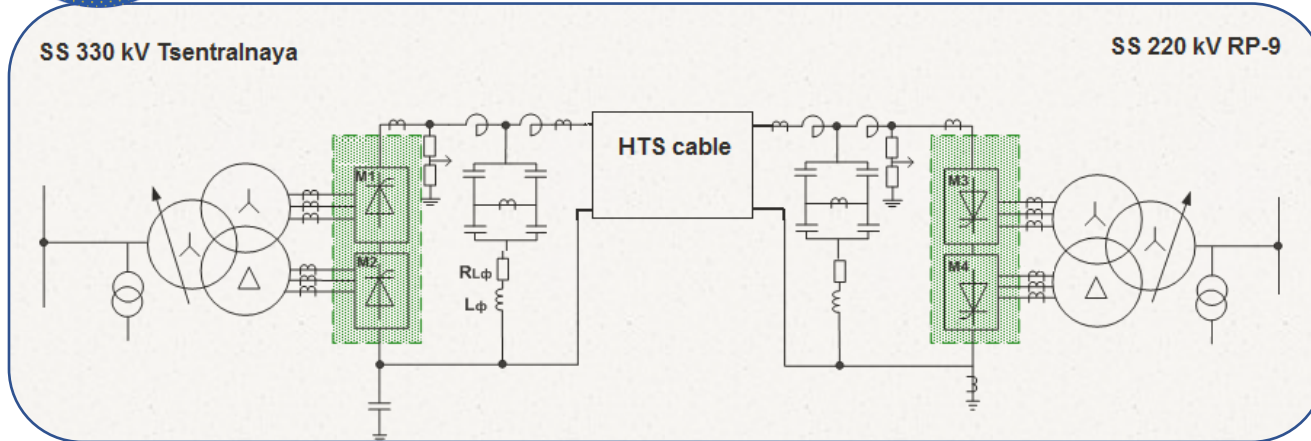 SS 330 kV Tsentralnaya
SS 220 kV RP-9
HTS cable
M1
M2
M3
M4
RLф
Lф